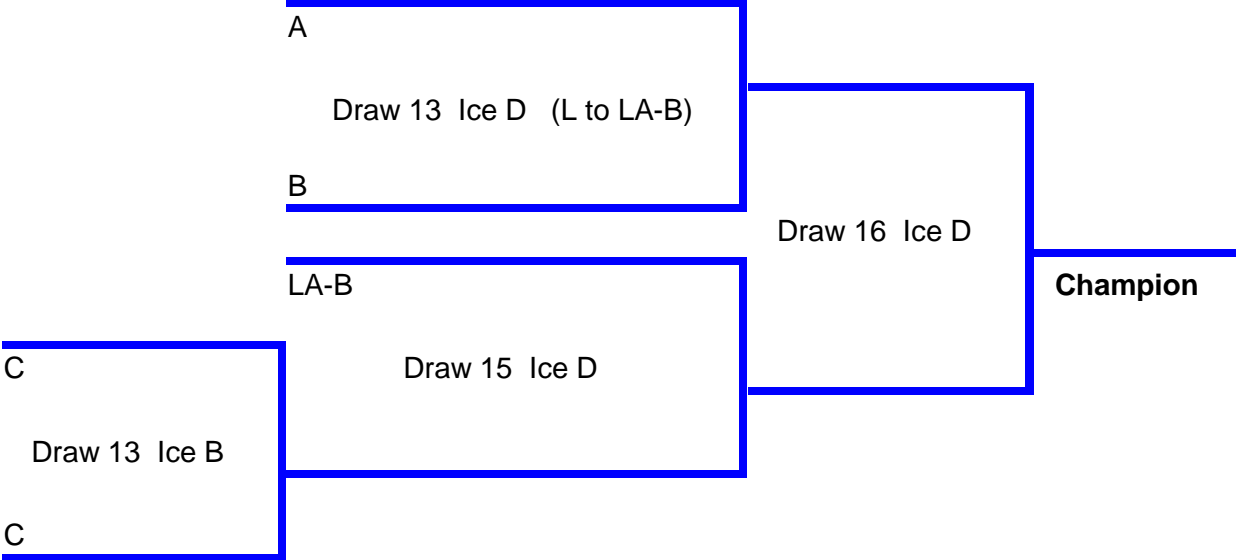 A
Draw 13 Ice D (L to LA-B)
B
Draw 16 Ice D
LA-B
Champion
C
Draw 15 Ice D
Draw 13 Ice B
C